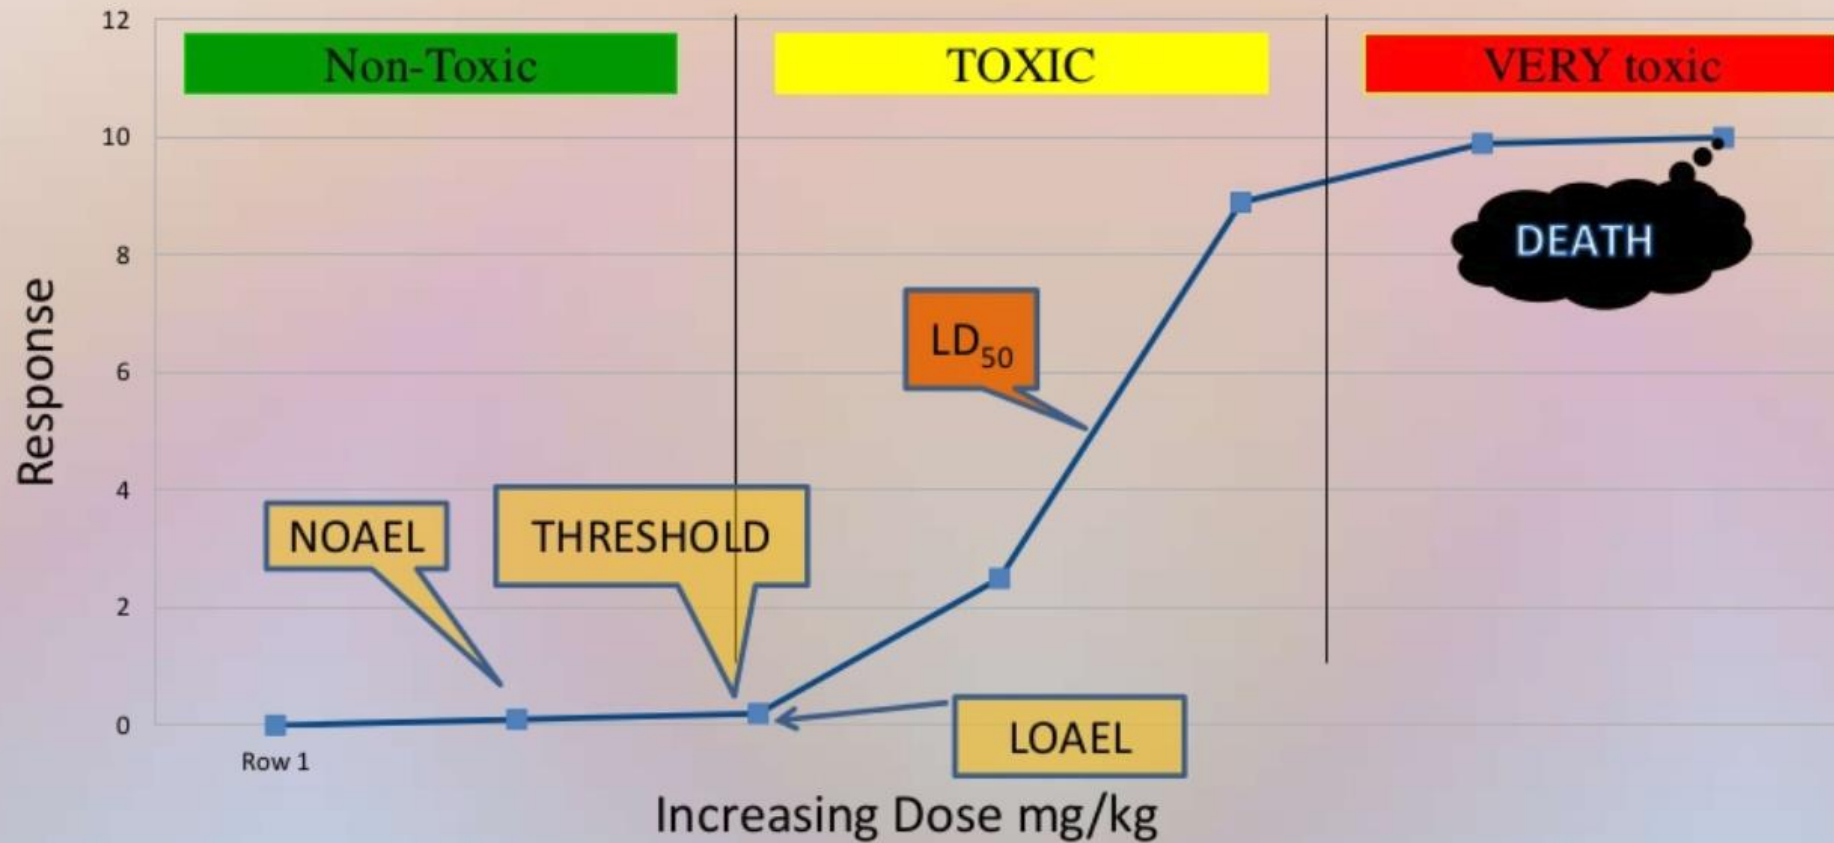 12
Non-Toxic
TOXIC
VERY toxic
10
8
DEATH
LD₅₀
6
Response
4
NOAEL
THRESHOLD
2
0
LOAEL
Row 1
Increasing Dose mg/kg